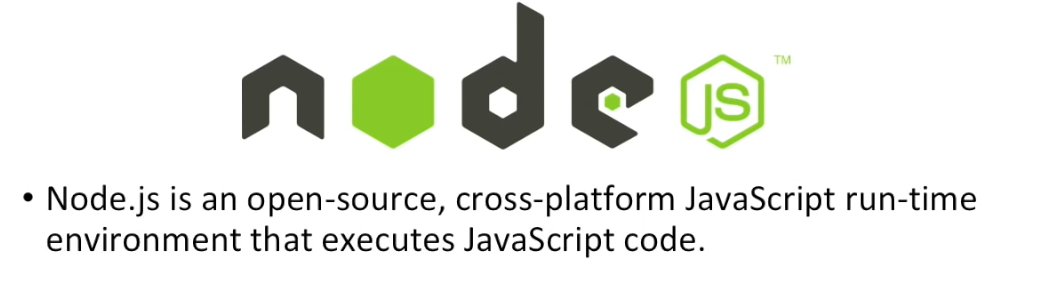 node JS ™
• Node.js is an open-source, cross-platform JavaScript run-time
environment that executes JavaScript code.